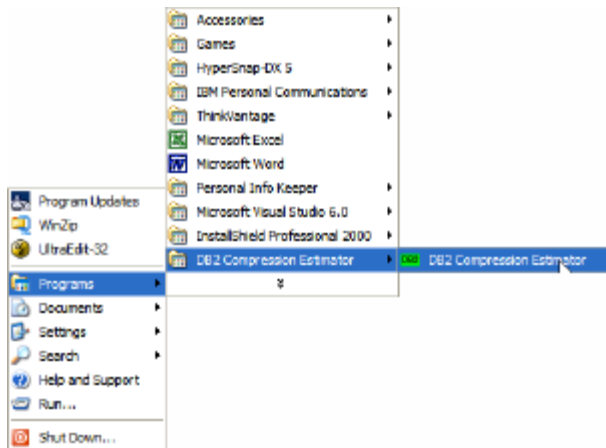 Accessories
Games
HyperSnap-DX 5
IBM Personal Communications
ThinkVantage
Microsoft Excel
Microsoft Word
Personal Info Keeper
Microsoft Visual Studio 6.0
InstallShield Professional 2000
DB2 Compression Estimator
DB2 DB2 Compression Estimator
Program Updates
WinZip
UltraEdit-32
Programs
Documents
Settings
Search
Help and Support
Run...
Shut Down...